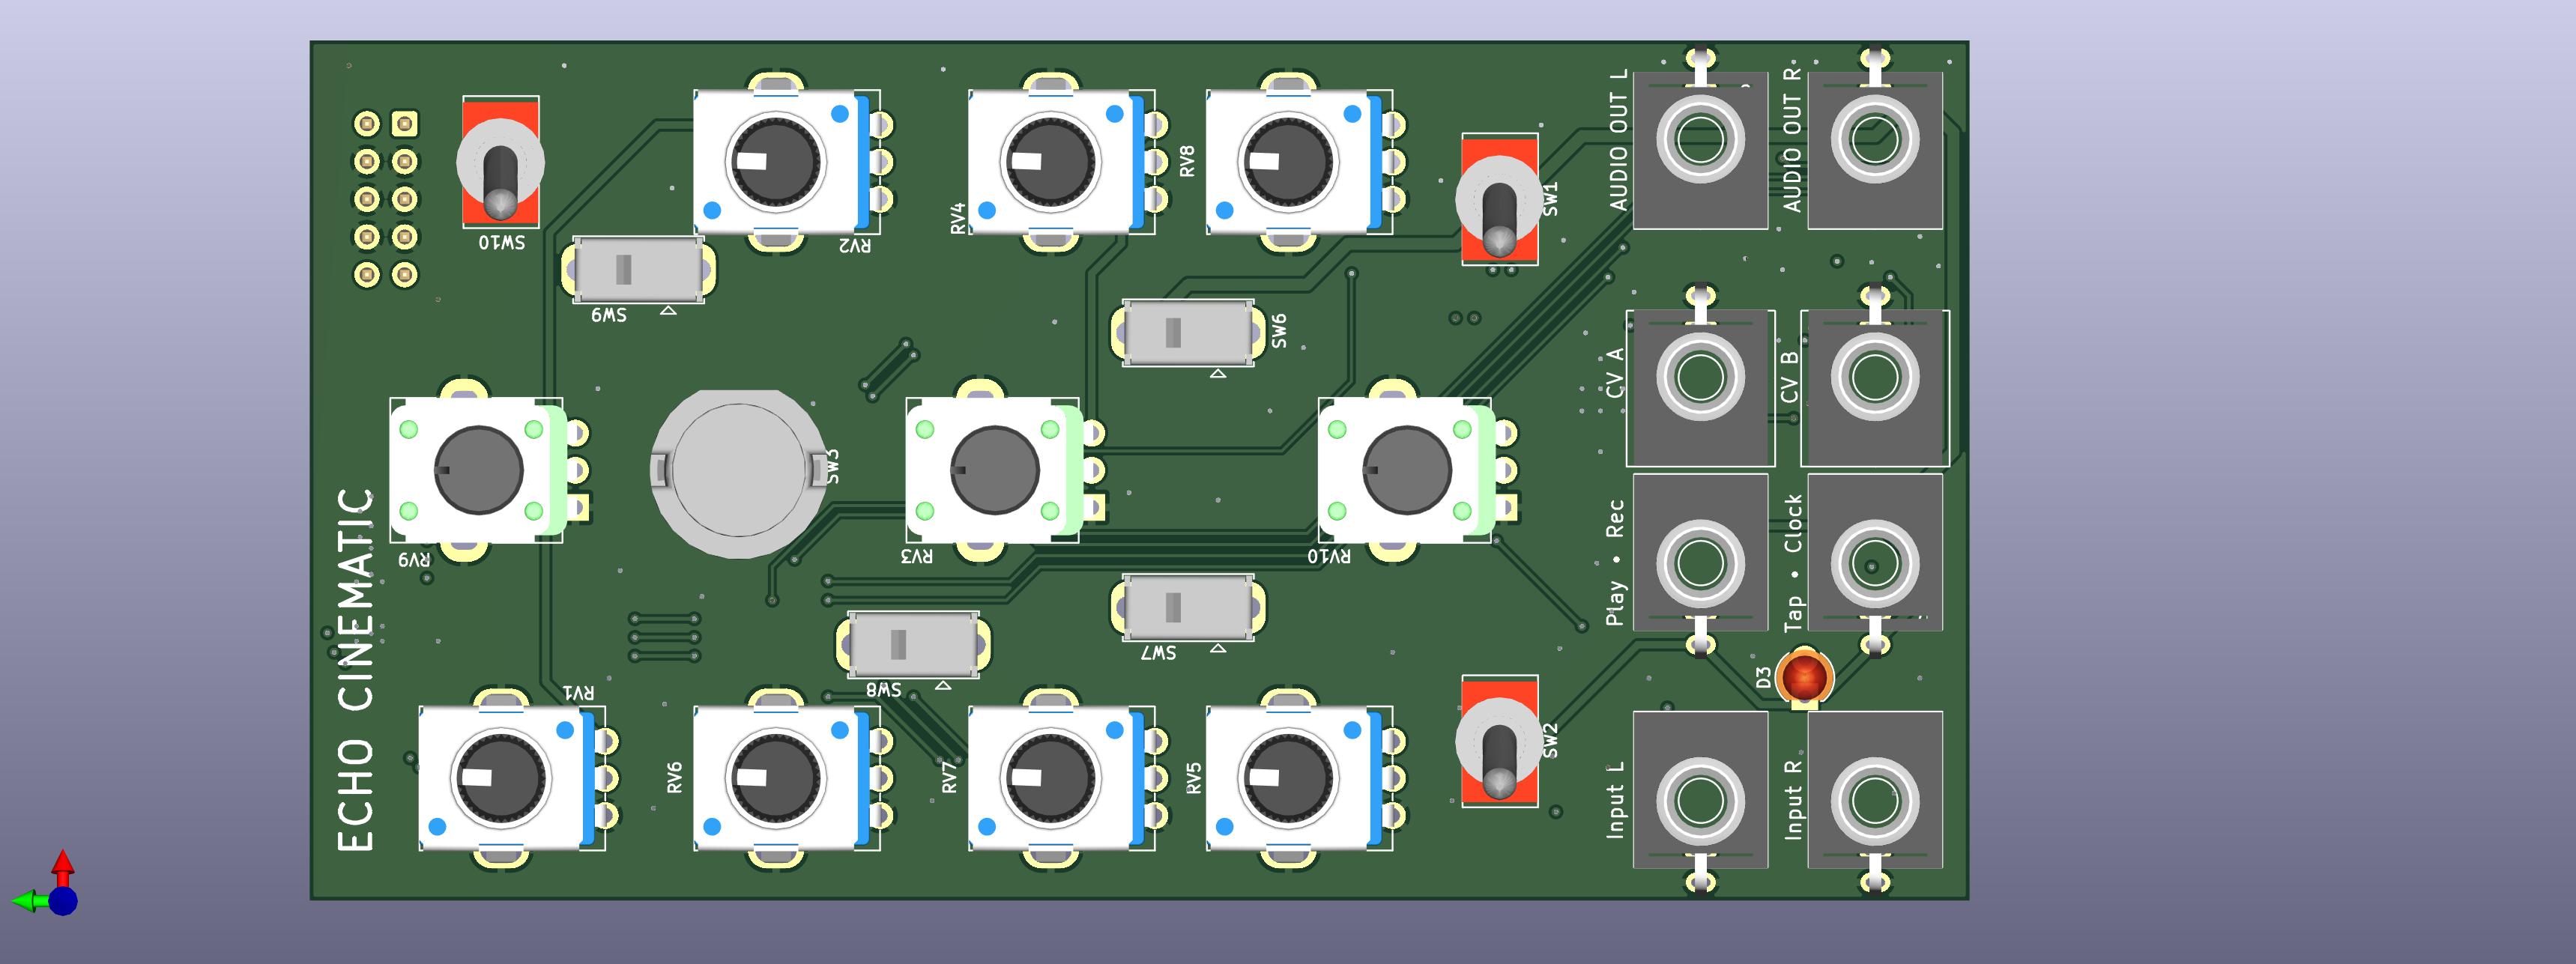 AUDIO OUT L
AUDIO OUT R
SW10
RV2
RV4
RV8
SW1
SW9
SW6
CV A
CV B
SW3
RV9
RV3
RV10
Play • Rec
Tap • Clock
ECHO CINEMATIC
SW7
SW8
D3
RV1
RV6
RV7
RV5
SW2
Input L
Input R